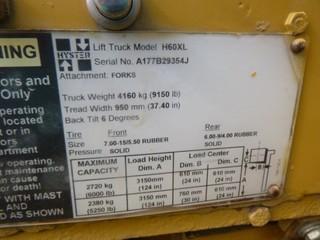 NING
ors and
Only"
perating
ocated
perating
t maintenance
cause
or death!
WITH MAST
AND
D AS SHOWN
HYSTER
Lift Truck Model H60XL
Serial No. A177B29354J
Attachment: FORKS
Truck Weight 4160 kg (9150 lb)
Tread Width 950 mm (37.40 in)
Back Tilt 6 Degrees
Tire Front Rear
Size 7.00-15/5.50 RUBBER 6.00-9/4.00 RUBBER
Pressure SOLID SOLID
MAXIMUM CAPACITY Load Height Dim. A Load Center Dim. B Dim. C
2720 kg (6000 lb) 3150mm (124 in) 610 mm (24 in) 610 mm (24 in)
2380 kg (5250 lb) 3150 mm (124 in) 760 mm (30 in) 610 mm (24 in)
A
B
C